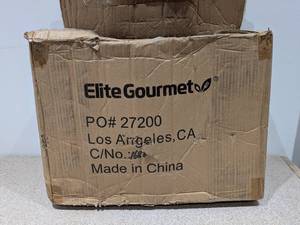 Elite Gourmet®
PO# 27200
Los Angeles,CA
C/No.:
Made in China